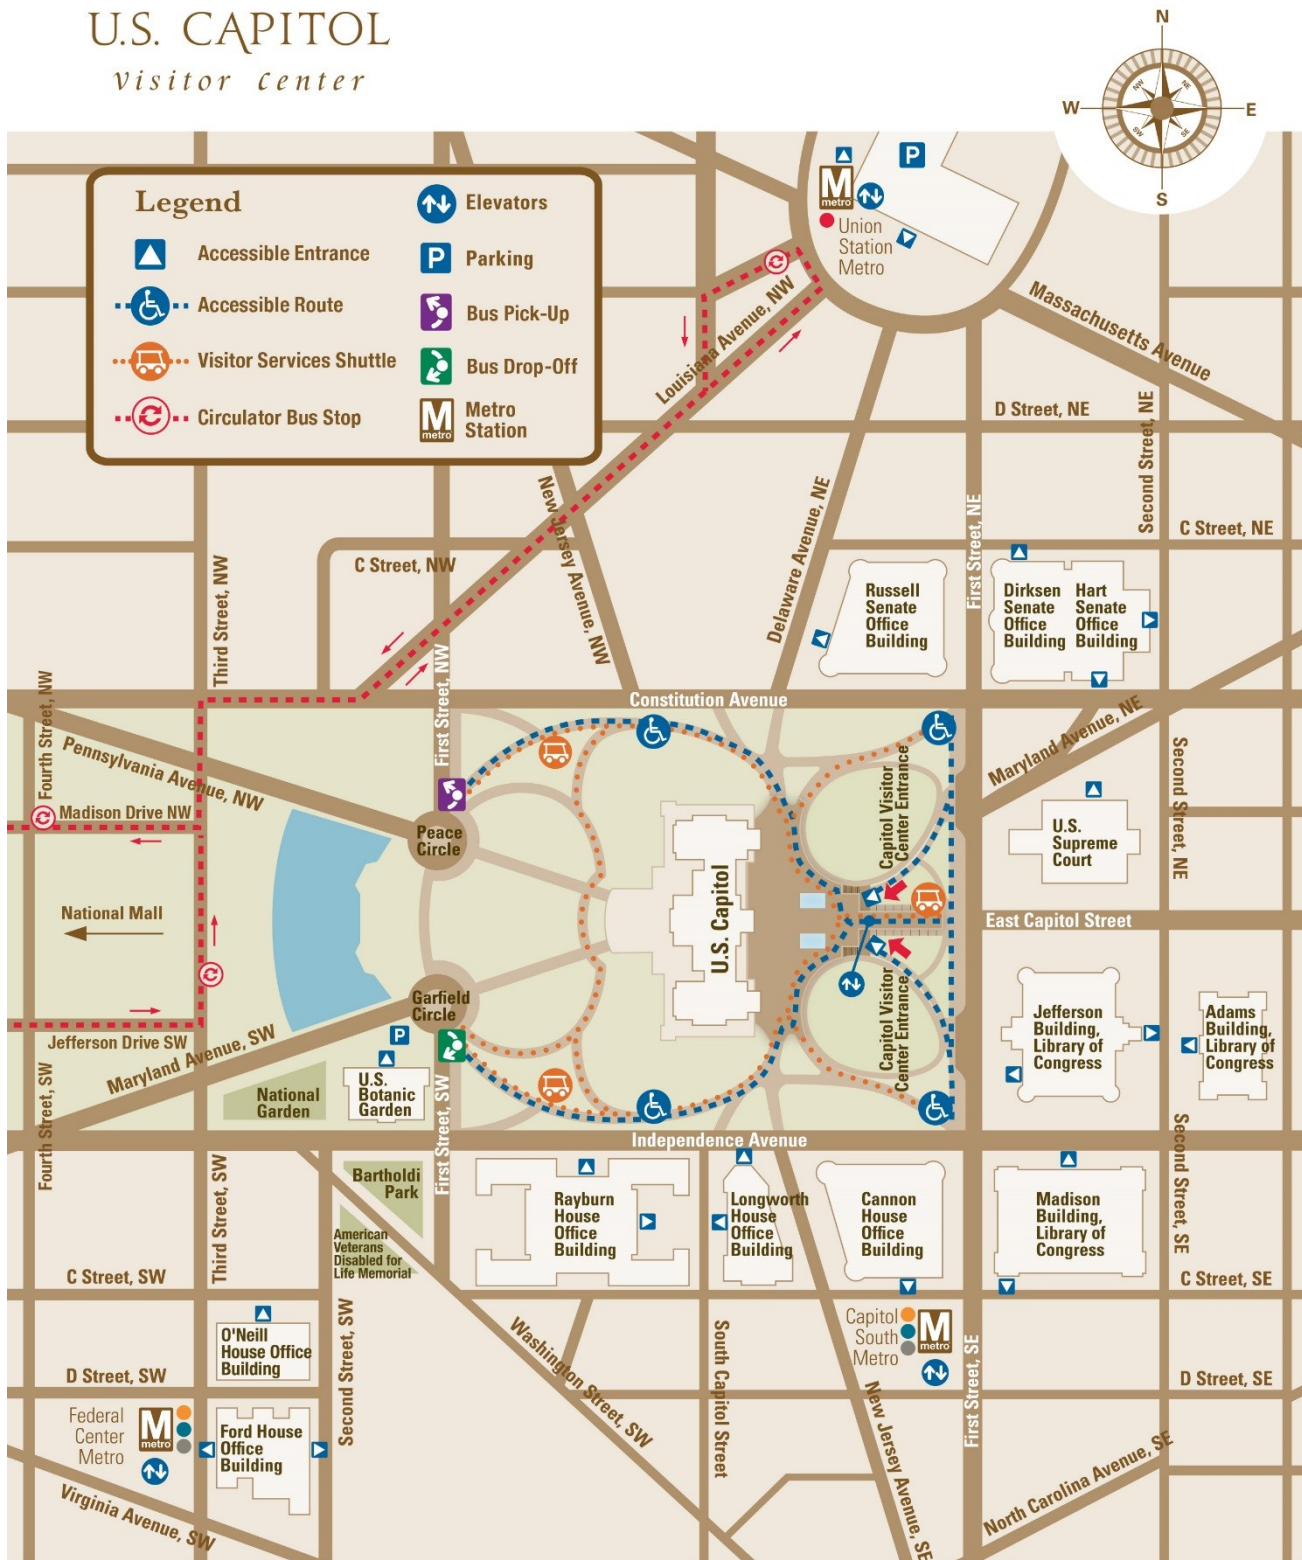 U.S. CAPITOL
Visitor Center
N
NW
NE
W
E
SW
SE
S
Legend
Accessible Entrance
Accessible Route
Visitor Services Shuttle
Circulator Bus Stop
Elevators
P
Parking
Bus Pick-Up
Bus Drop-Off
M
metro
Metro
Station
P
M
metro
Union
Station
Metro
Massachusetts Avenue
Louisiana Avenue, NW
D Street, NE
Second Street, NE
New Jersey Avenue, NW
Delaware Avenue, NE
First Street, NE
C Street, NE
C Street, NW
Third Street, NW
First Street, NW
Russell
Senate
Office
Building
Dirksen
Senate
Office
Building
Hart
Senate
Office
Building
Constitution Avenue
Fourth Street, NW
Pennsylvania Avenue, NW
Madison Drive NW
Maryland Avenue, NE
Second Street, NE
Peace
Circle
Capitol Visitor
Center Entrance
U.S.
Supreme
Court
National Mall
U.S. Capitol
East Capitol Street
Garfield
Circle
Capitol Visitor
Center Entrance
Jefferson
Building,
Library of
Congress
Adams
Building,
Library of
Congress
Jefferson Drive SW
Maryland Avenue, SW
P
U.S.
Botanic
Garden
National
Garden
Fourth Street, SW
First Street, SW
Second Street, SE
Independence Avenue
Third Street, SW
Bartholdi
Park
American
Veterans
Disabled for
Life Memorial
Rayburn
House
Office
Building
Longworth
House
Office
Building
Cannon
House
Office
Building
Madison
Building,
Library of
Congress
C Street, SW
C Street, SE
O'Neill
House Office
Building
Second Street, SW
Washington Street, SW
South Capitol Street
Capitol
South
Metro
M
metro
First Street, SE
D Street, SW
D Street, SE
Federal
Center
Metro
M
metro
Ford House
Office
Building
New Jersey Avenue, SE
North Carolina Avenue, SE
Virginia Avenue, SW